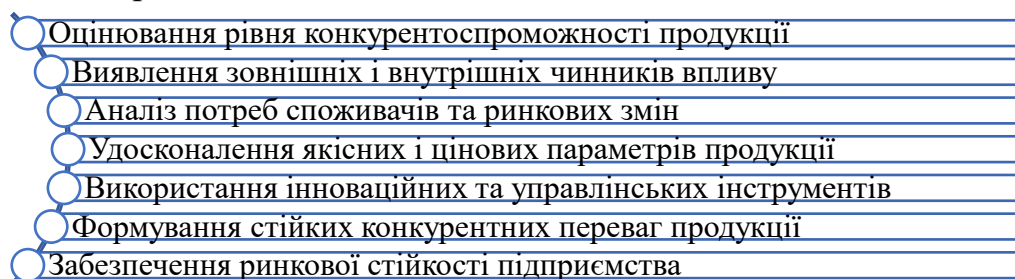 Оцінювання рівня конкурентоспроможності продукції
Виявлення зовнішніх і внутрішніх чинників впливу
Аналіз потреб споживачів та ринкових змін
Удосконалення якісних і цінових параметрів продукції
Використання інноваційних та управлінських інструментів
Формування стійких конкурентних переваг продукції
Забезпечення ринкової стійкості підприємства